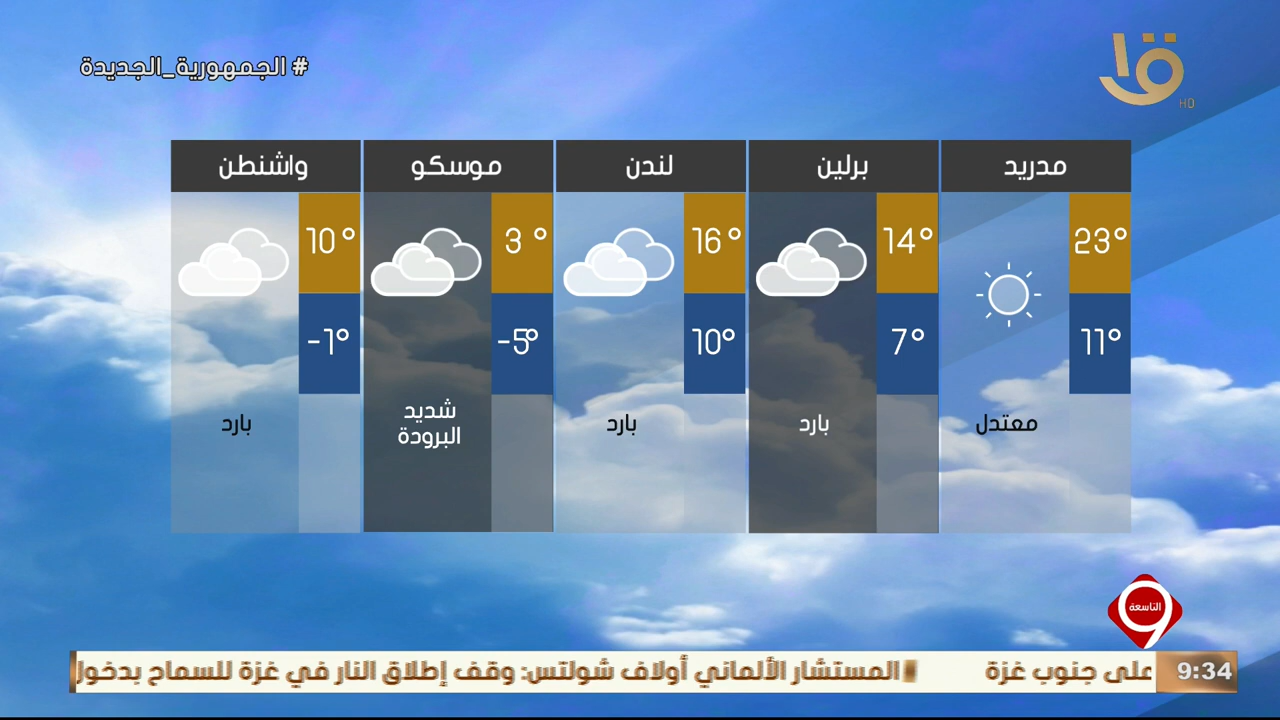 # الجمهورية_الجديدة
HD
مدريد
23°
11°
معتدل
برلين
14°
7°
بارد
لندن
16°
10°
بارد
موسكو
3°
-5°
شديد
البرودة
واشنطن
10°
-1°
بارد
التاسعة
9
9:34
على جنوب غزة
المستشار الألماني أولاف شولتس: وقف إطلاق النار في غزة للسماح بدخول